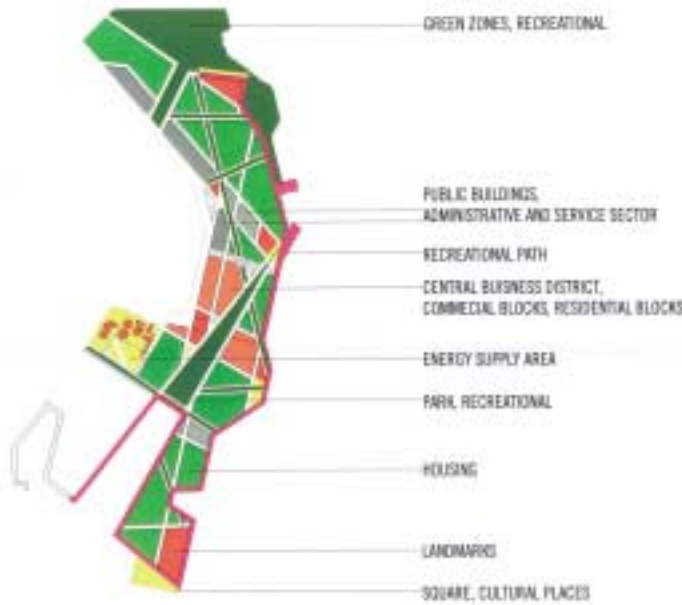 GREEN ZONES, RECREATIONAL
PUBLIC BUILDINGS,
ADMINISTRATIVE AND SERVICE SECTOR
RECREATIONAL PATH
CENTRAL BUISNESS DISTRICT,
COMMECIAL BLOCKS, RESIDENTIAL BLOCKS
ENERGY SUPPLY AREA
PARK, RECREATIONAL
HOUSING
LANDMARKS
SQUARE, CULTURAL PLACES